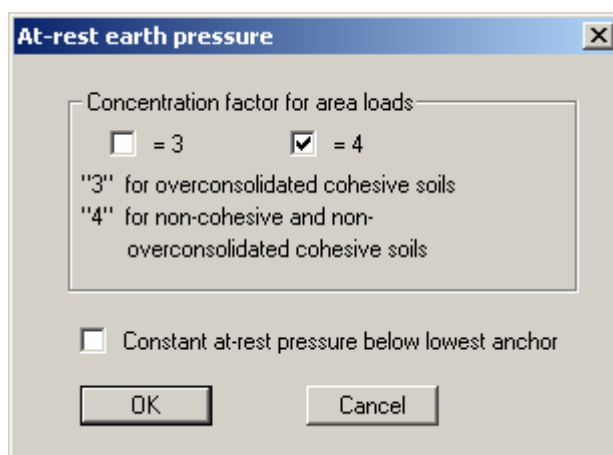 At-rest earth pressure
Concentration factor for area loads
= 3 = 4
"3" for overconsolidated cohesive soils
"4" for non-cohesive and non-
overconsolidated cohesive soils
Constant at-rest pressure below lowest anchor
OK Cancel